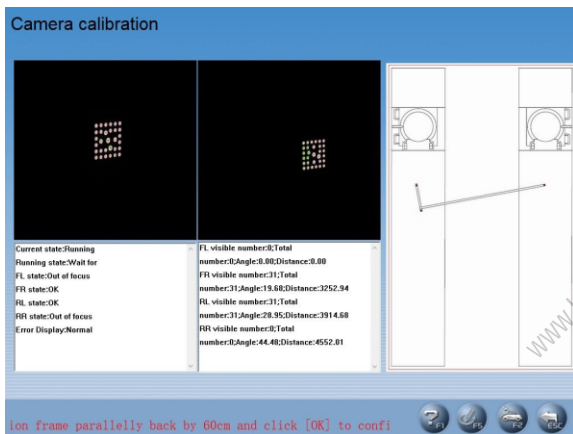 Camera calibration
Current state:Running
Running state:Wait for
FL state:Out of focus
FR state:OK
RL state:OK
RR state:Out of focus
Error Display:Normal
FL visible number:0;Total
number:0;Angle:0.00;Distance:0.00
FR visible number:31;Total
number:31;Angle:19.68;Distance:3252.94
RL visible number:31;Total
number:31;Angle:28.95;Distance:3914.68
RR visible number:0;Total
number:0;Angle:44.48;Distance:4552.01
ion frame parallelly back by 60cm and click [OK] to confi
F1
F5
F2
ESC